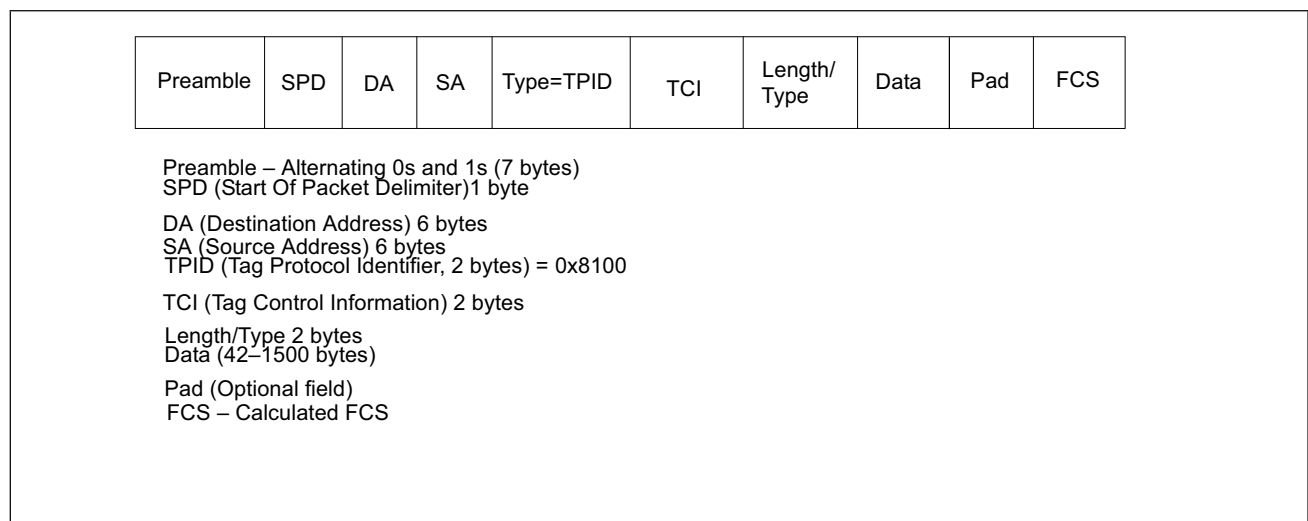 Preamble SPD DA SA Type=TPID TCI Length/ Type Data Pad FCS
Preamble – Alternating 0s and 1s (7 bytes)
SPD (Start Of Packet Delimiter)1 byte
DA (Destination Address) 6 bytes
SA (Source Address) 6 bytes
TPID (Tag Protocol Identifier, 2 bytes) = 0x8100
TCI (Tag Control Information) 2 bytes
Length/Type 2 bytes
Data (42–1500 bytes)
Pad (Optional field)
FCS – Calculated FCS